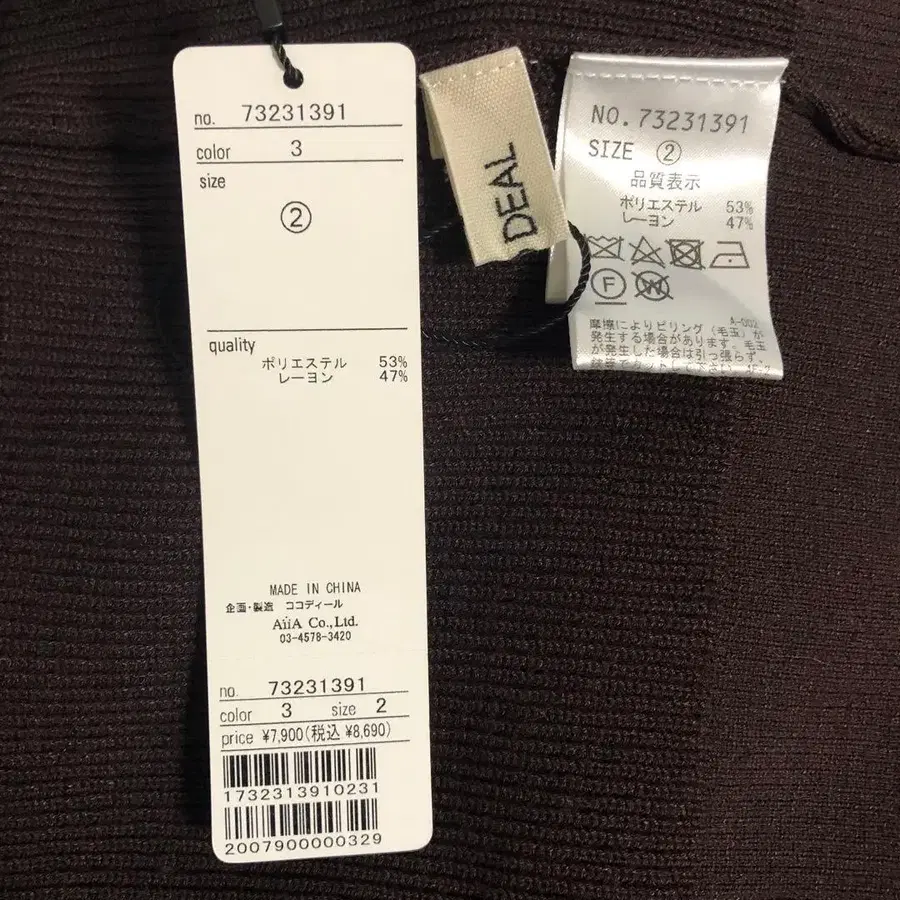 no. 73231391
color 3
size
②
quality
ポリエステル 53%
レーヨン 47%
MADE IN CHINA
企画・製造 ココディール
AiiA Co.,Ltd.
03-4578-3420
no. 73231391
color 3 size 2
price ¥7,900(税込 ¥8,690)
1732313910231
2007900000329
DEAL
NO.73231391
SIZE ②
品質表示
ポリエステル 53%
レーヨン 47%
F
W
A-002
摩擦によりピリング(毛玉)が
発生する場合があります。毛玉
が発生した場合は引っ張らず、